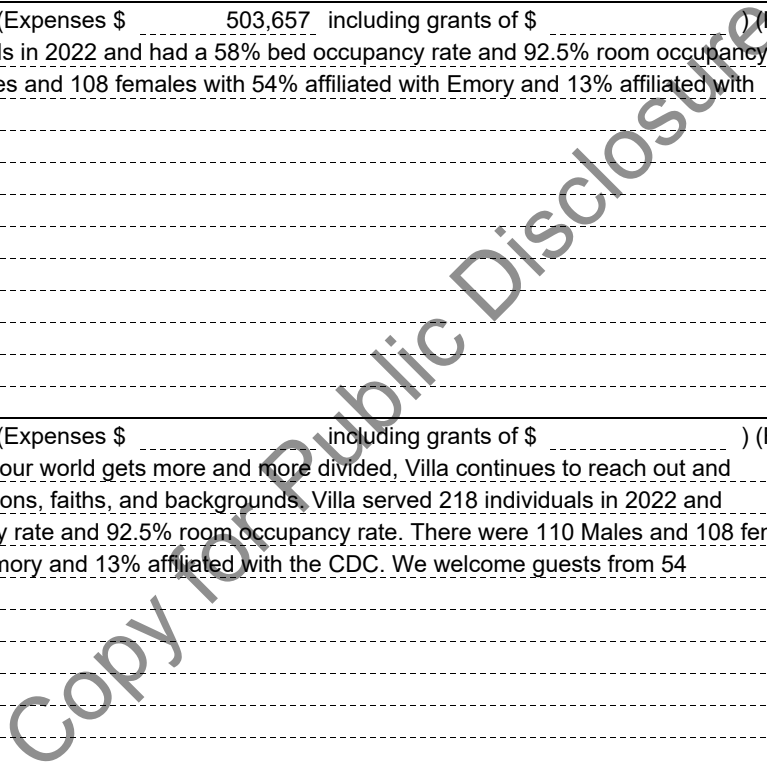 (Expenses $ 503,657 including grants of $ ) (
ls in 2022 and had a 58% bed occupancy rate and 92.5% room occupancy
es and 108 females with 54% affiliated with Emory and 13% affiliated with
(Expenses $ including grants of $ ) (
our world gets more and more divided, Villa continues to reach out and
ons, faiths, and backgrounds. Villa served 218 individuals in 2022 and
y rate and 92.5% room occupancy rate. There were 110 Males and 108 fem
mory and 13% affiliated with the CDC. We welcome guests from 54
Copy for Public Disclosure